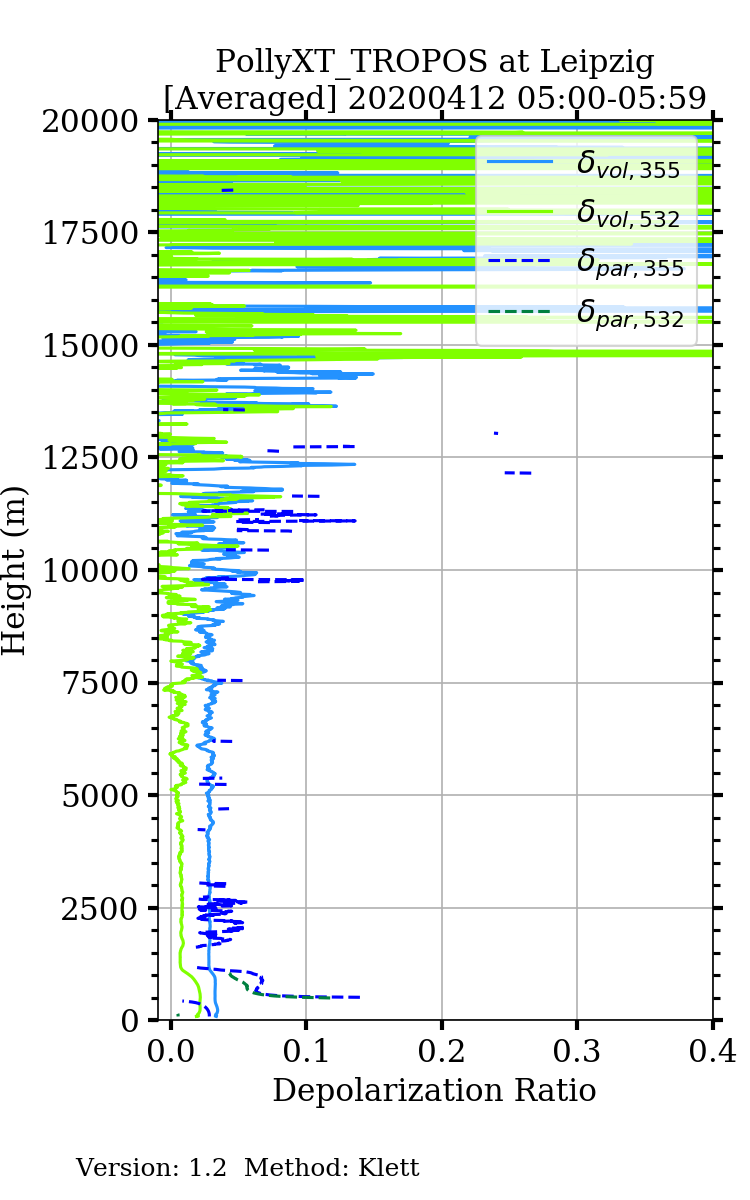 PollyXT_TROPOS at Leipzig
[Averaged] 20200412 05:00-05:59
20000
17500
15000
12500
10000
7500
5000
2500
0
Height (m)
δvol, 355
δvol, 532
δpar, 355
δpar, 532
0.0 0.1 0.2 0.3 0.4
Depolarization Ratio
Version: 1.2 Method: Klett